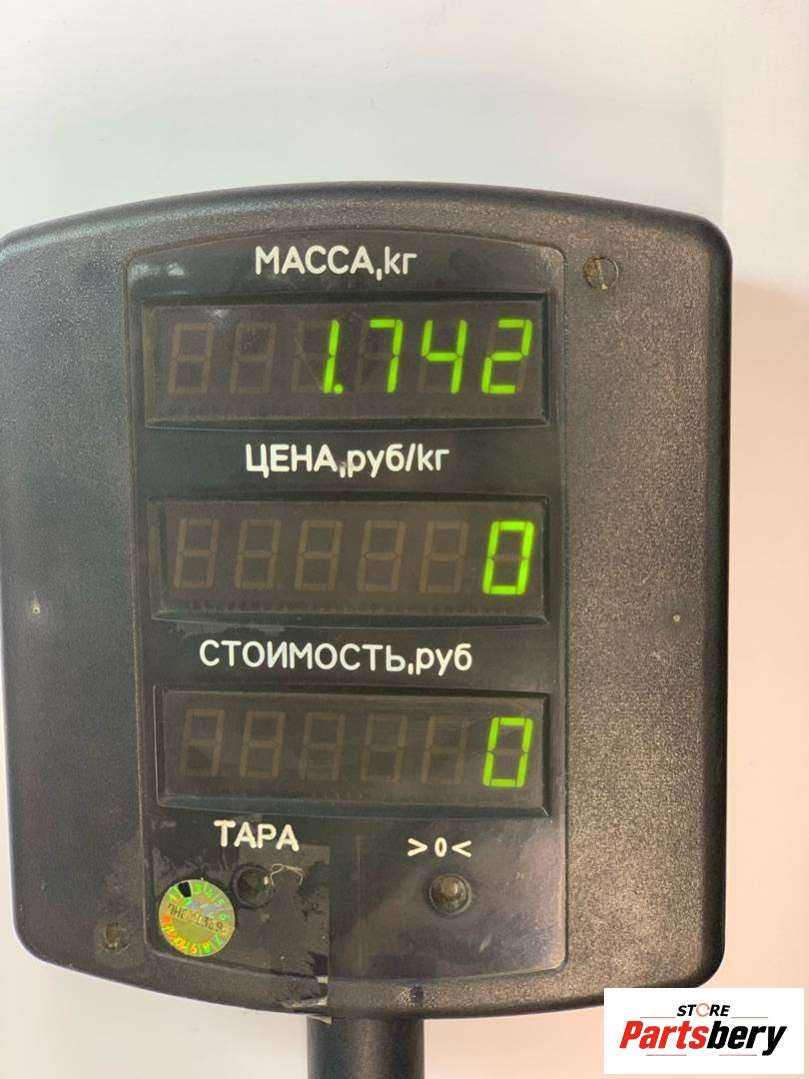 МАССА,кг
1.742
ЦЕНА,руб/кг
0
СТОИМОСТЬ,руб
0
ТАРА
>0<
STORE
Partsbery